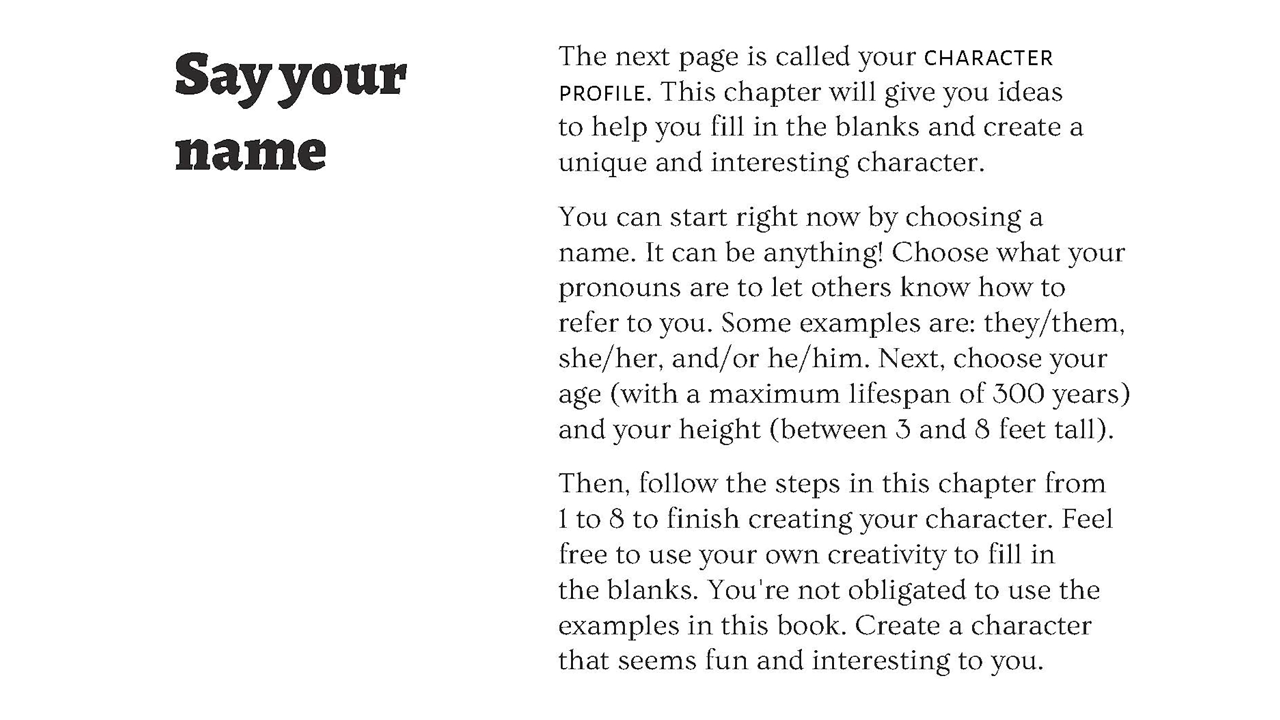 Say your
name
The next page is called your CHARACTER
PROFILE. This chapter will give you ideas
to help you fill in the blanks and create a
unique and interesting character.
You can start right now by choosing a
name. It can be anything! Choose what your
pronouns are to let others know how to
refer to you. Some examples are: they/them,
she/her, and/or he/him. Next, choose your
age (with a maximum lifespan of 300 years)
and your height (between 3 and 8 feet tall).
Then, follow the steps in this chapter from
1 to 8 to finish creating your character. Feel
free to use your own creativity to fill in
the blanks. You're not obligated to use the
examples in this book. Create a character
that seems fun and interesting to you.